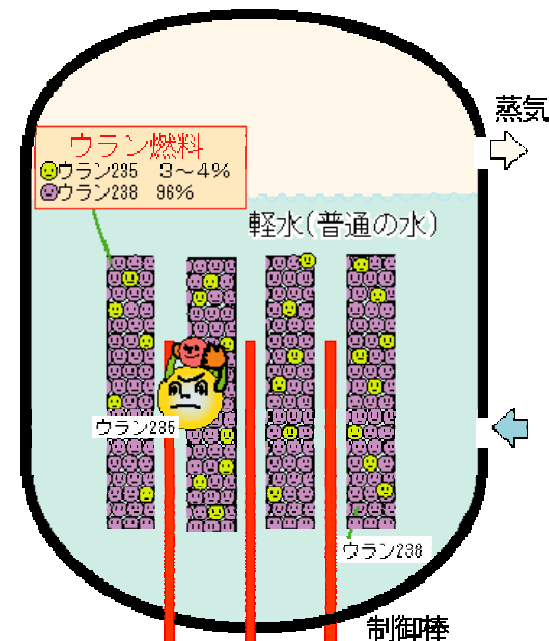 蒸気
ウラン燃料
ウラン235 3～4%
ウラン238 96%
軽水(普通の水)
ウラン235
ウラン238
制御棒